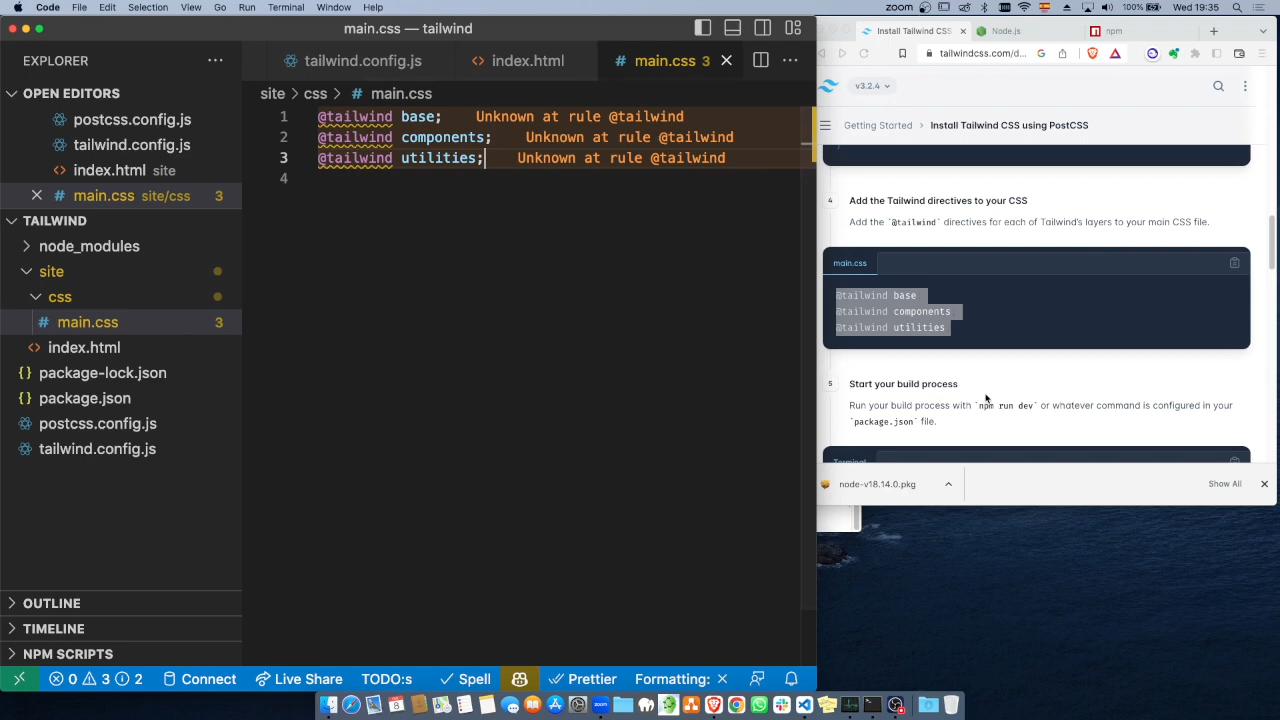 Code File Edit Selection View Go Run Terminal Window Help
zoom
100%
Wed 19:35
main.css — tailwind
EXPLORER
OPEN EDITORS
postcss.config.js
tailwind.config.js
index.html site
main.css site/css 3
TAILWIND
node_modules
site
css
main.css 3
index.html
package-lock.json
package.json
postcss.config.js
tailwind.config.js
OUTLINE
TIMELINE
NPM SCRIPTS
tailwind.config.js
index.html
main.css 3
site > css > main.css
1 @tailwind base; Unknown at rule @tailwind
2 @tailwind components; Unknown at rule @tailwind
3 @tailwind utilities; Unknown at rule @tailwind
4
0 3 2 Connect Live Share TODO:s Spell Prettier Formatting:
Install Tailwind CSS
Node.js
npm
tailwindcss.com/d...
v3.2.4
Getting Started > Install Tailwind CSS using PostCSS
4 Add the Tailwind directives to your CSS
Add the `@tailwind` directives for each of Tailwind's layers to your main CSS file.
main.css
@tailwind base
@tailwind components
@tailwind utilities
5 Start your build process
Run your build process with `npm run dev` or whatever command is configured in your
`package.json` file.
Terminal
node-v18.14.0.pkg
Show All